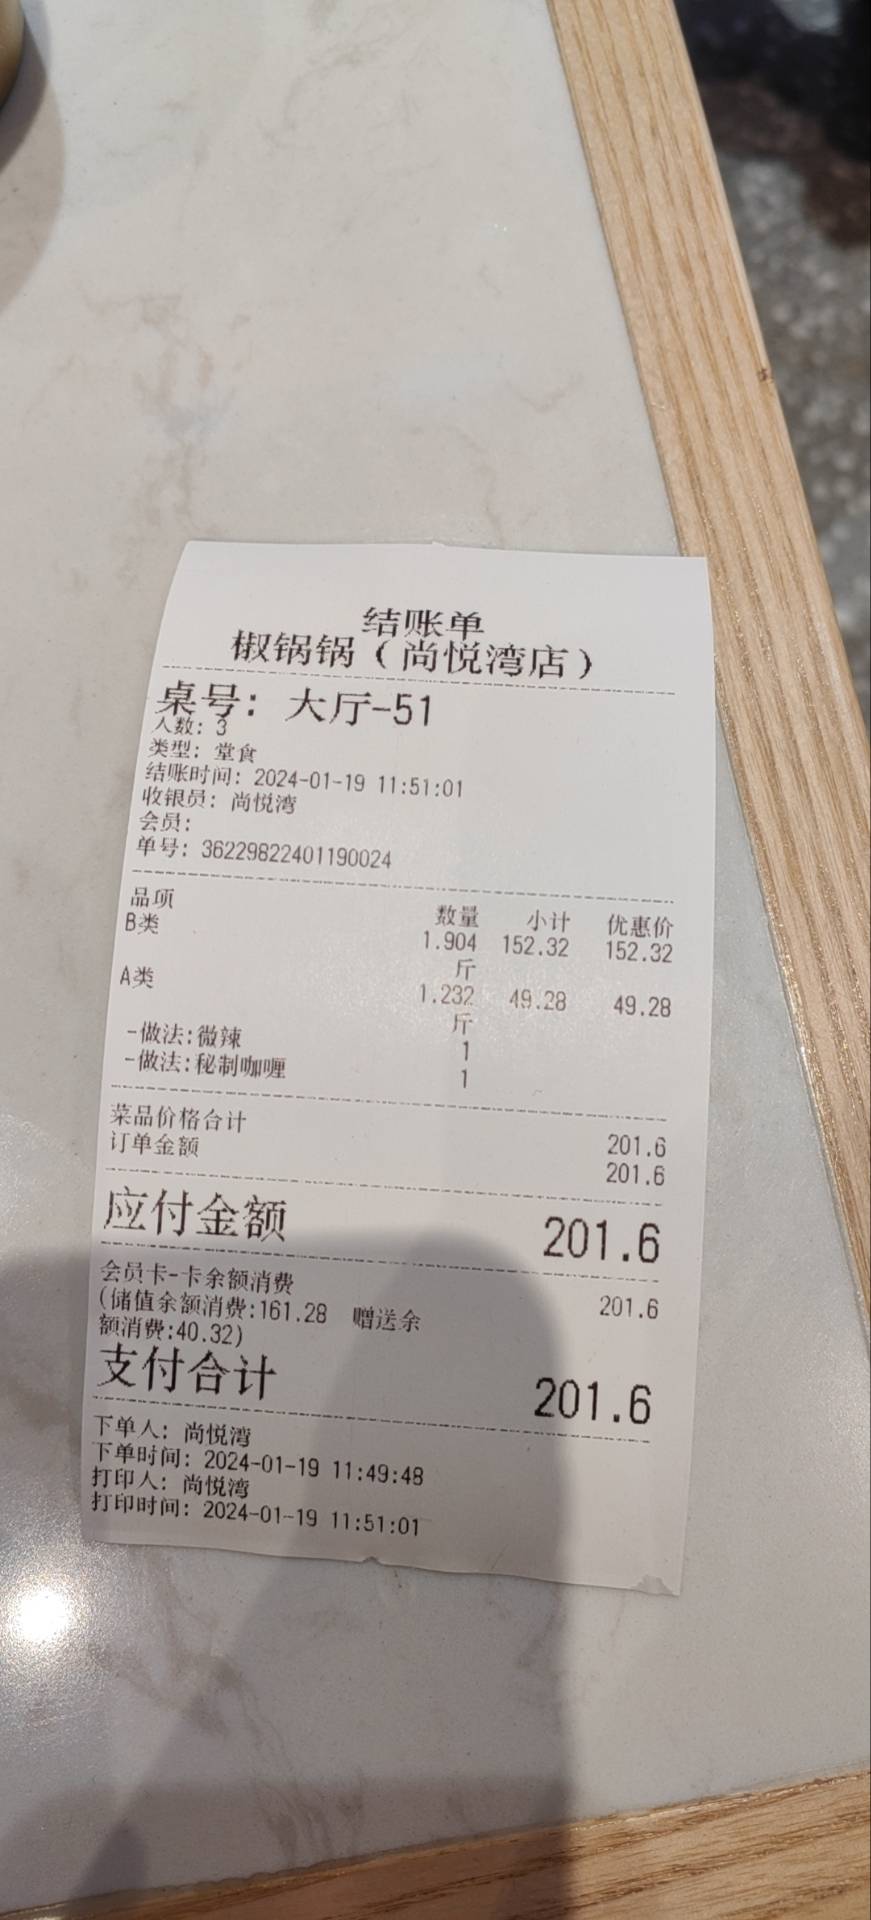 结账单
椒锅锅（尚悦湾店）
桌号: 大厅-51
人数: 3
类型: 堂食
结账时间: 2024-01-19 11:51:01
收银员: 尚悦湾
会员:
单号: 36229822401190024
品项 数量 小计 优惠价
B类 1.904 152.32 152.32
斤
A类 1.232 49.28 49.28
斤
-做法:微辣 1
-做法:秘制咖喱 1
菜品价格合计 201.6
订单金额 201.6
应付金额 201.6
会员卡-卡余额消费 201.6
(储值余额消费:161.28 赠送余
额消费:40.32)
支付合计 201.6
下单人: 尚悦湾
下单时间: 2024-01-19 11:49:48
打印人: 尚悦湾
打印时间: 2024-01-19 11:51:01